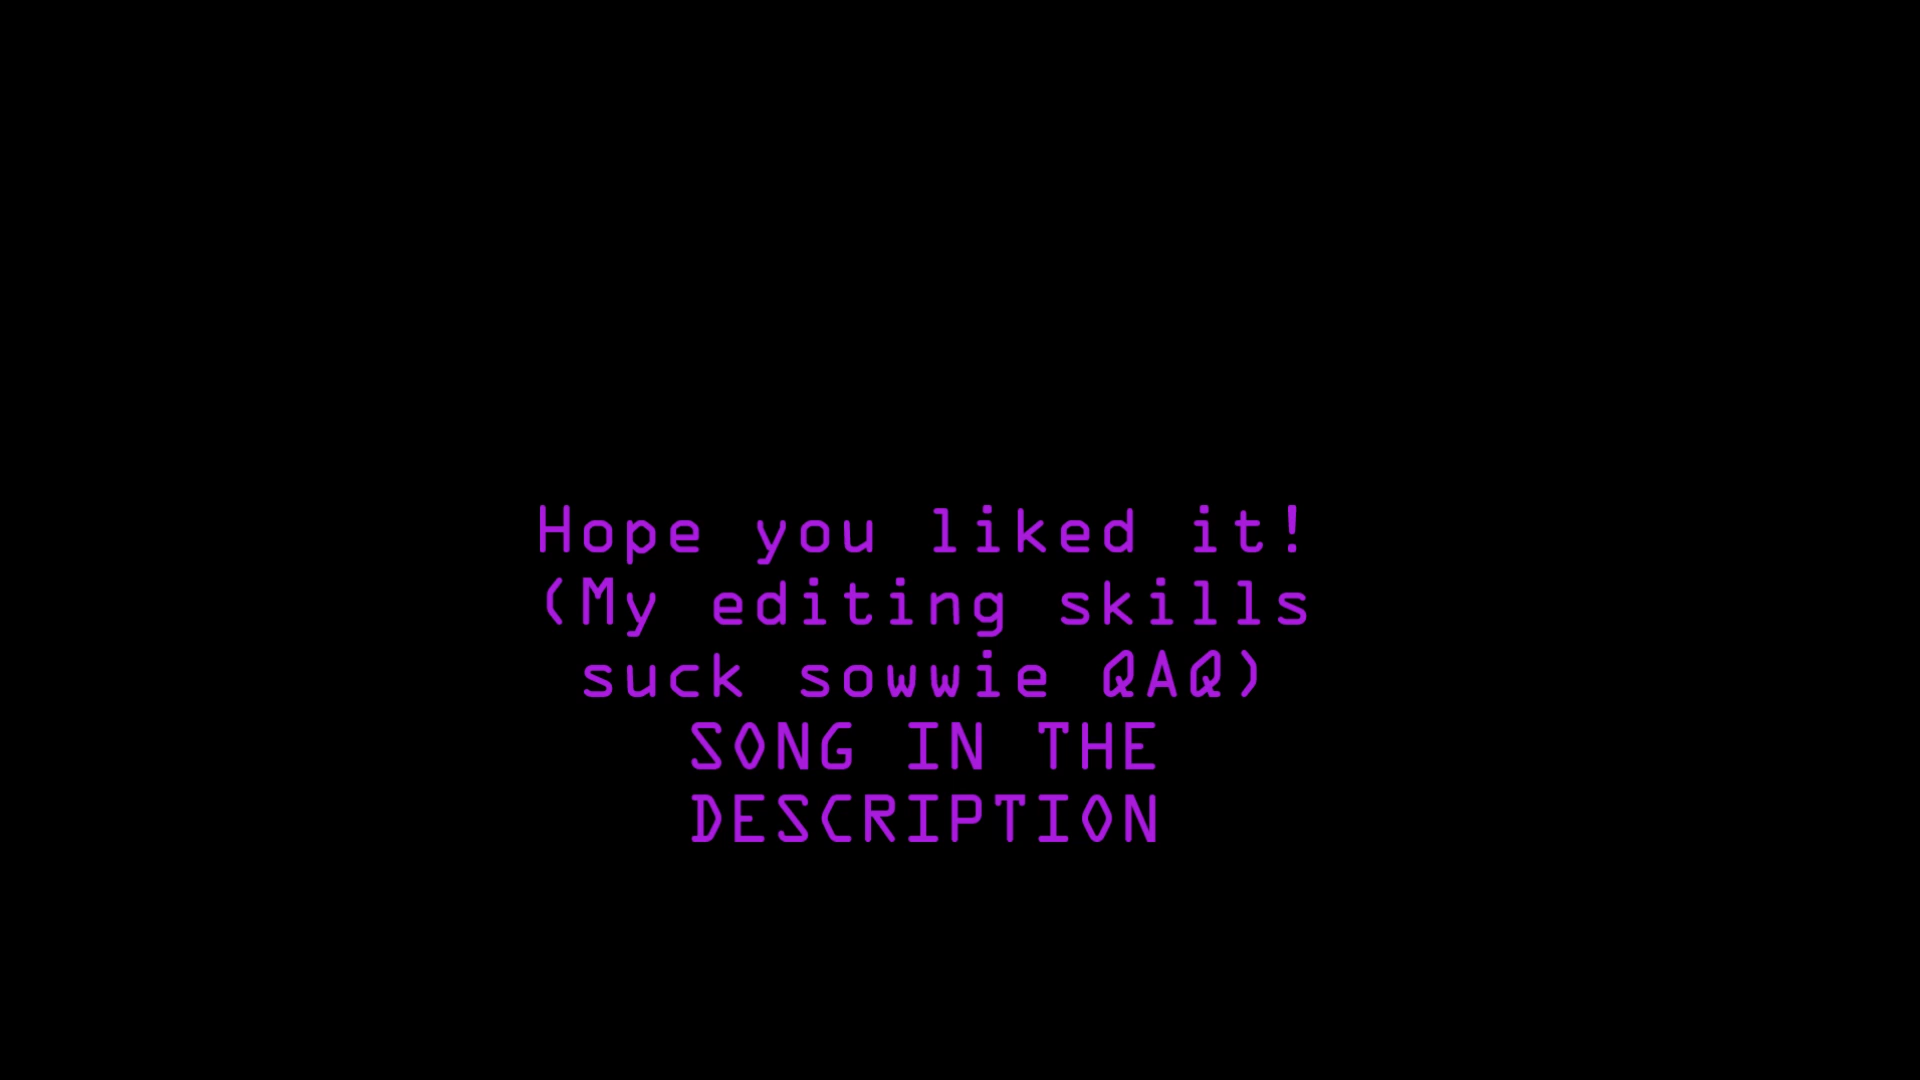 Hope you liked it!
(My editing skills
suck sowwie QAQ)
SONG IN THE
DESCRIPTION